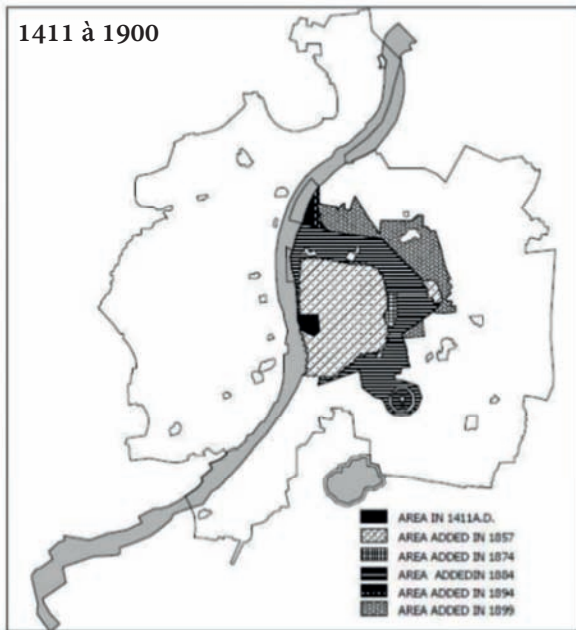 1411 à 1900
AREA IN 1411A.D.
AREA ADDED IN 1857
AREA ADDED IN 1874
AREA ADDEDIN 1884
AREA ADDED IN 1894
AREA ADDED IN 1899